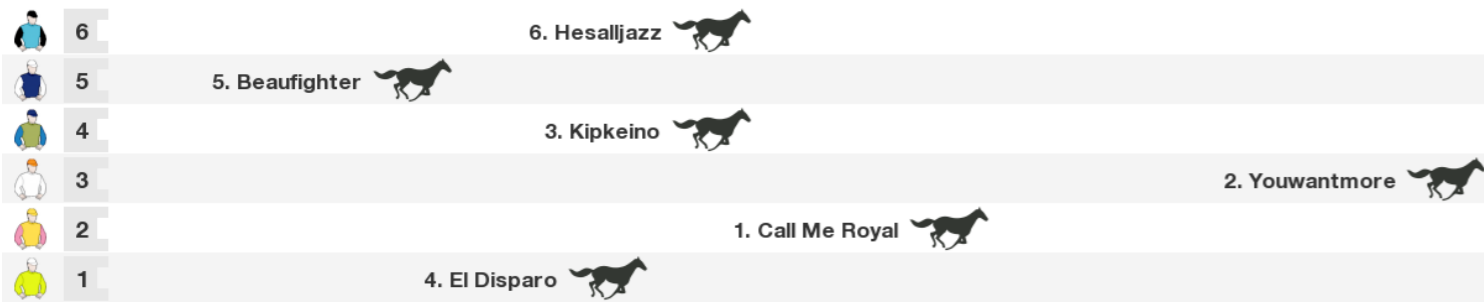 6 6. Hesalljazz
5 5. Beaufighter
4 3. Kipkeino
3 2. Youwantmore
2 1. Call Me Royal
1 4. El Disparo